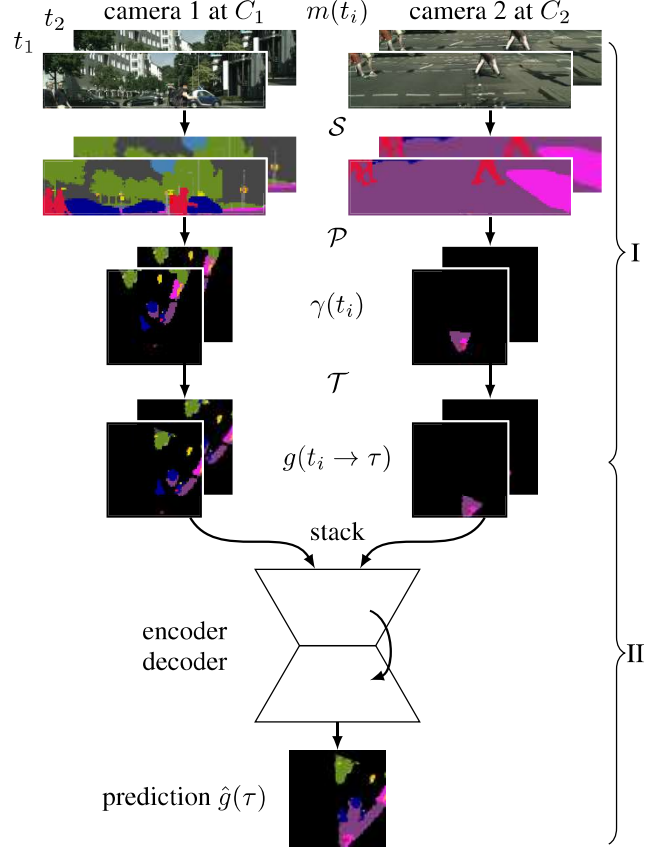 camera 1 at C₁ m(tᵢ) camera 2 at C₂
t₂
t₁
𝒮
𝒫
I
γ(tᵢ)
𝒯
g(tᵢ → τ)
stack
encoder
decoder
II
prediction ĝ(τ)